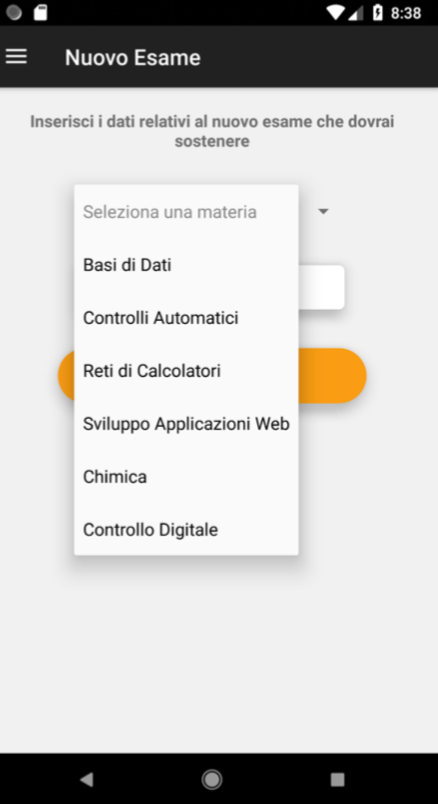 8:38
Nuovo Esame
Inserisci i dati relativi al nuovo esame che dovrai
sostenere
Seleziona una materia
Basi di Dati
Controlli Automatici
Reti di Calcolatori
Sviluppo Applicazioni Web
Chimica
Controllo Digitale